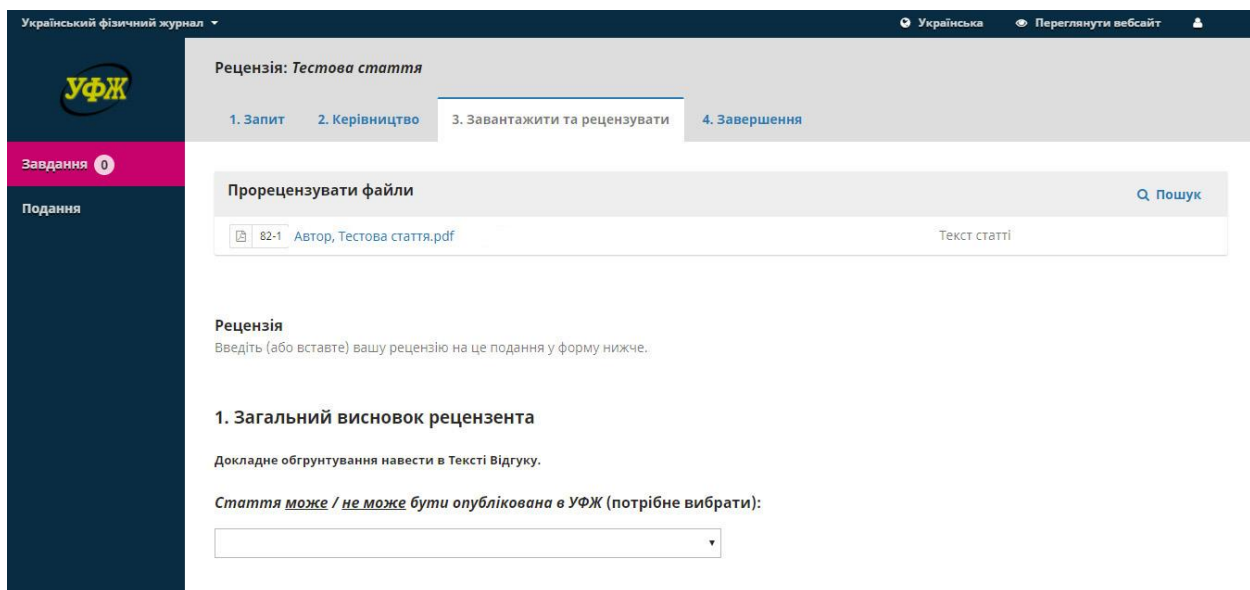 Український фізичний журнал
Українська
Переглянути вебсайт
УФЖ
Рецензія: Тестова стаття
1. Запит
2. Керівництво
3. Завантажити та рецензувати
4. Завершення
Завдання 0
Подання
Прорецензувати файли
Пошук
82-1 Автор, Тестова стаття.pdf
Текст статті
Рецензія
Введіть (або вставте) вашу рецензію на це подання у форму нижче.
1. Загальний висновок рецензента
Докладне обгрунтування навести в Тексті Відгуку.
Стаття може / не може бути опублікована в УФЖ (потрібне вибрати):